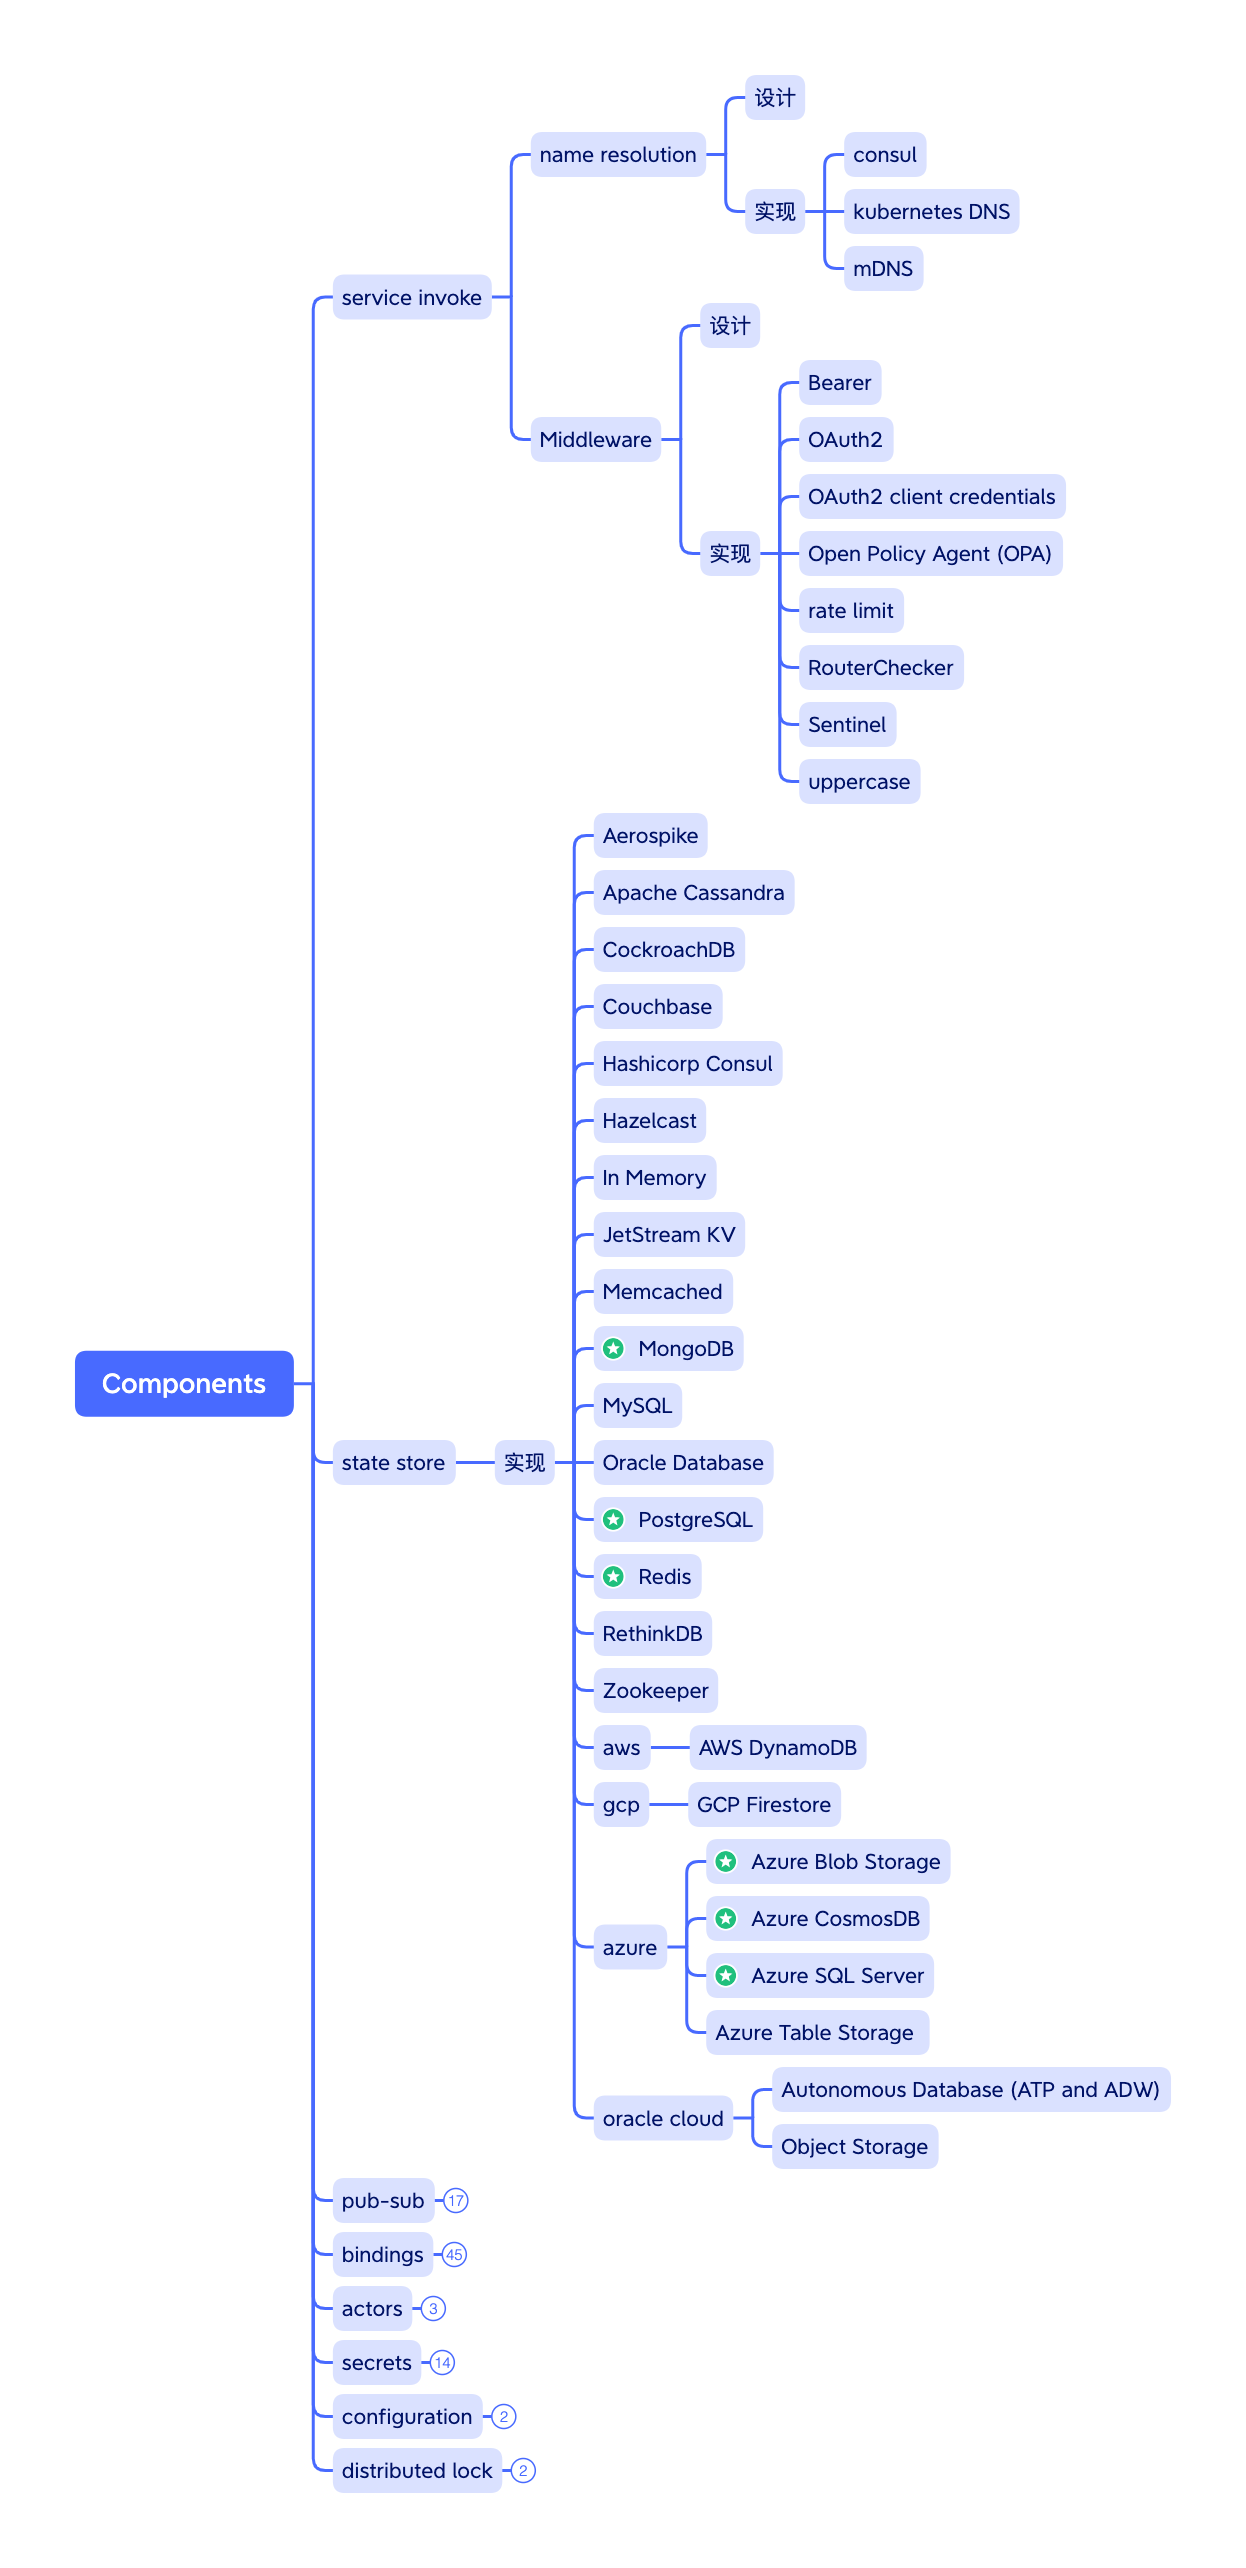 设计
name resolution
consul
实现
kubernetes DNS
mDNS
service invoke
设计
Bearer
Middleware
OAuth2
OAuth2 client credentials
实现
Open Policy Agent (OPA)
rate limit
RouterChecker
Sentinel
uppercase
Aerospike
Apache Cassandra
CockroachDB
Couchbase
Hashicorp Consul
Hazelcast
In Memory
JetStream KV
Memcached
MongoDB
Components
MySQL
state store
实现
Oracle Database
PostgreSQL
Redis
RethinkDB
Zookeeper
aws
AWS DynamoDB
gcp
GCP Firestore
Azure Blob Storage
Azure CosmosDB
azure
Azure SQL Server
Azure Table Storage
Autonomous Database (ATP and ADW)
oracle cloud
Object Storage
pub-sub 17
bindings 45
actors 3
secrets 14
configuration 2
distributed lock 2